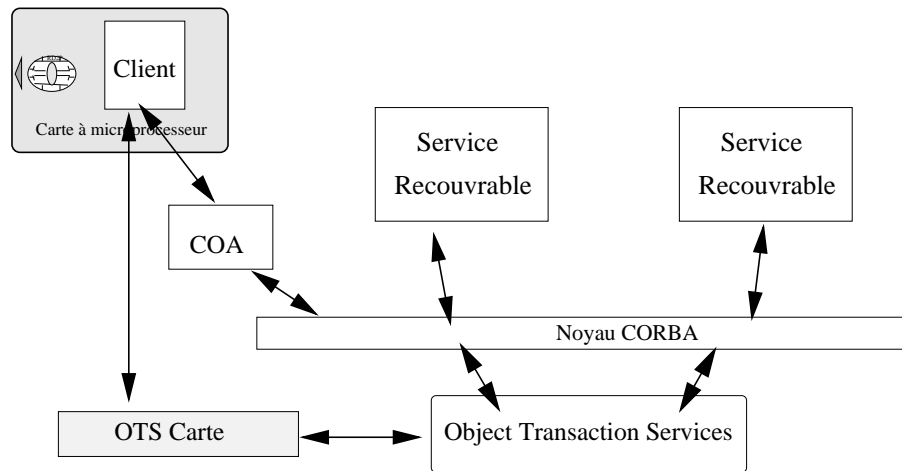 Client
Carte à microprocesseur
Service
Recouvrable
Service
Recouvrable
COA
Noyau CORBA
OTS Carte
Object Transaction Services